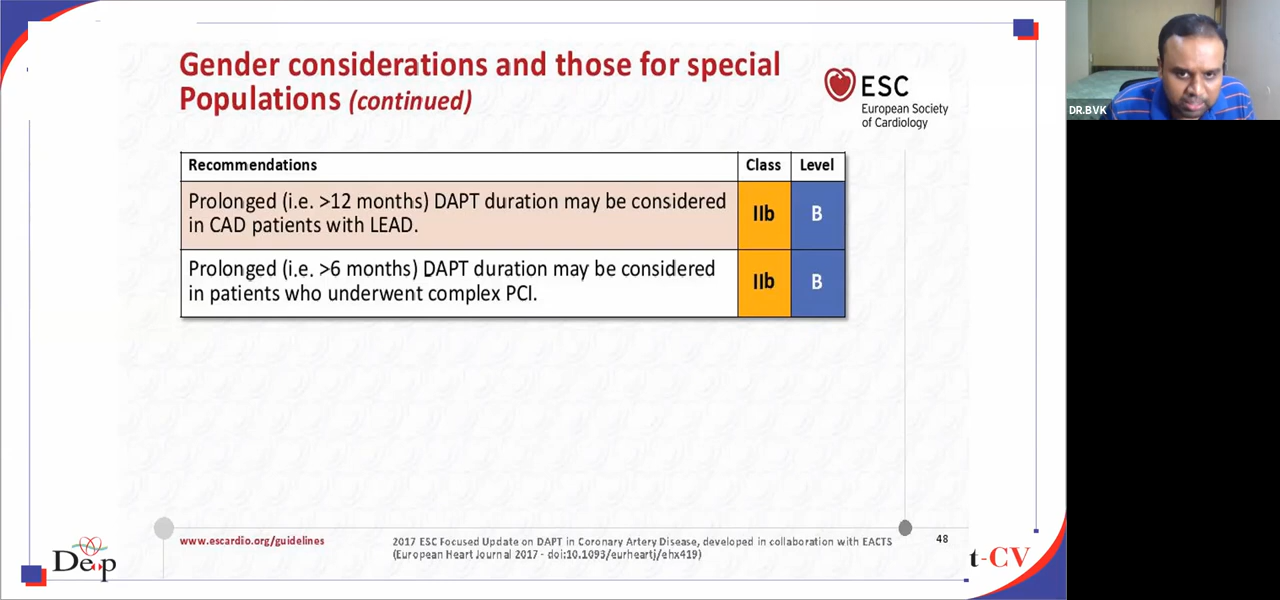 Gender considerations and those for special
Populations (continued)
ESC
European Society
of Cardiology
DR.BVK
Recommendations Class Level
Prolonged (i.e. >12 months) DAPT duration may be considered
in CAD patients with LEAD.
IIb B
Prolonged (i.e. >6 months) DAPT duration may be considered
in patients who underwent complex PCI.
IIb B
www.escardio.org/guidelines
2017 ESC Focused Update on DAPT in Coronary Artery Disease, developed in collaboration with EACTS
(European Heart Journal 2017 - doi:10.1093/eurheartj/ehx419)
48
t-CV